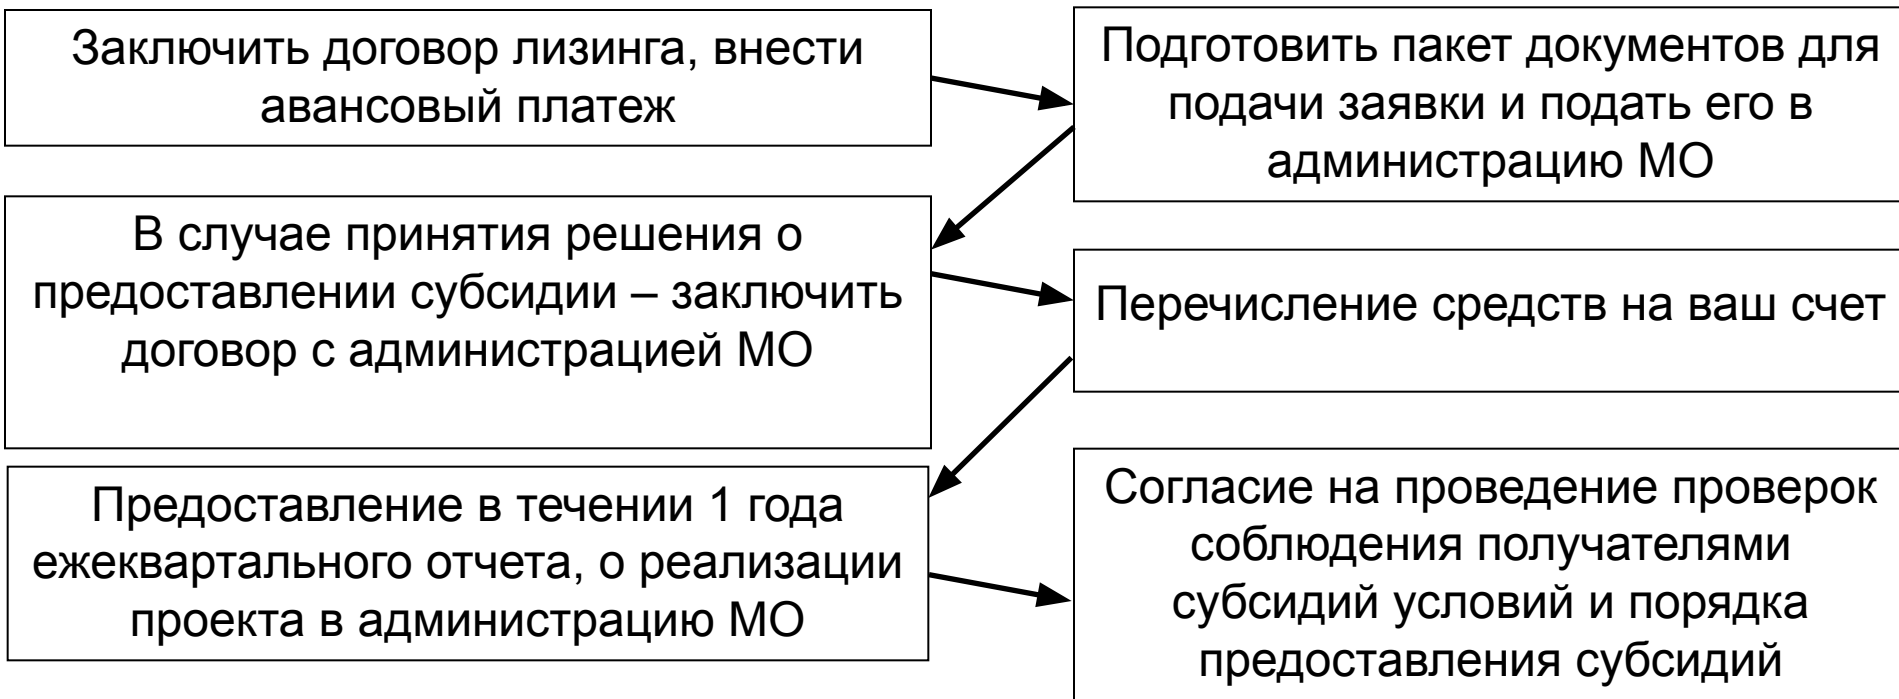 Заключить договор лизинга, внести
авансовый платеж
Подготовить пакет документов для
подачи заявки и подать его в
администрацию МО
В случае принятия решения о
предоставлении субсидии – заключить
договор с администрацией МО
Перечисление средств на ваш счет
Предоставление в течении 1 года
ежеквартального отчета, о реализации
проекта в администрацию МО
Согласие на проведение проверок
соблюдения получателями
субсидий условий и порядка
предоставления субсидий